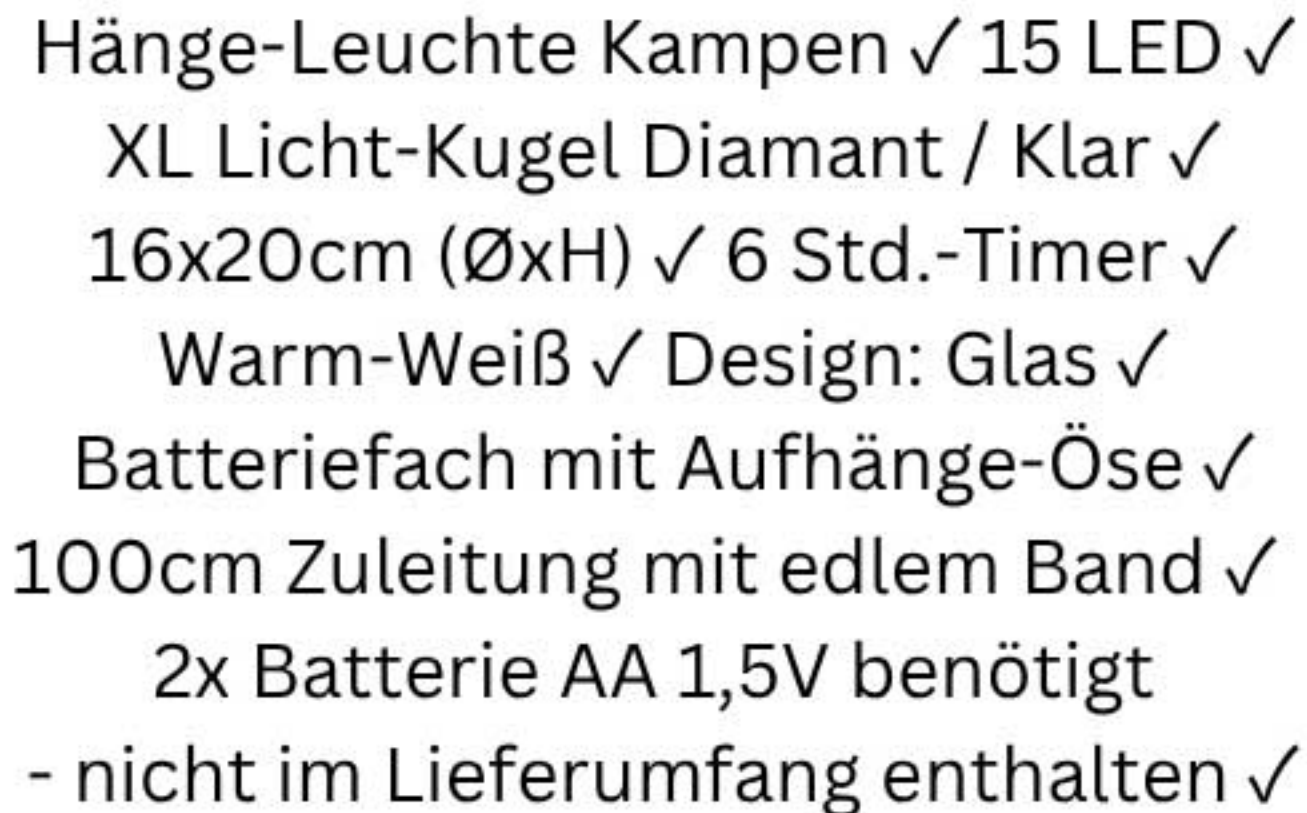 Hänge-Leuchte Kampen ✓ 15 LED ✓
XL Licht-Kugel Diamant / Klar ✓
16x20cm (ØxH) ✓ 6 Std.-Timer ✓
Warm-Weiß ✓ Design: Glas ✓
Batteriefach mit Aufhänge-Öse ✓
100cm Zuleitung mit edlem Band ✓
2x Batterie AA 1,5V benötigt
- nicht im Lieferumfang enthalten ✓